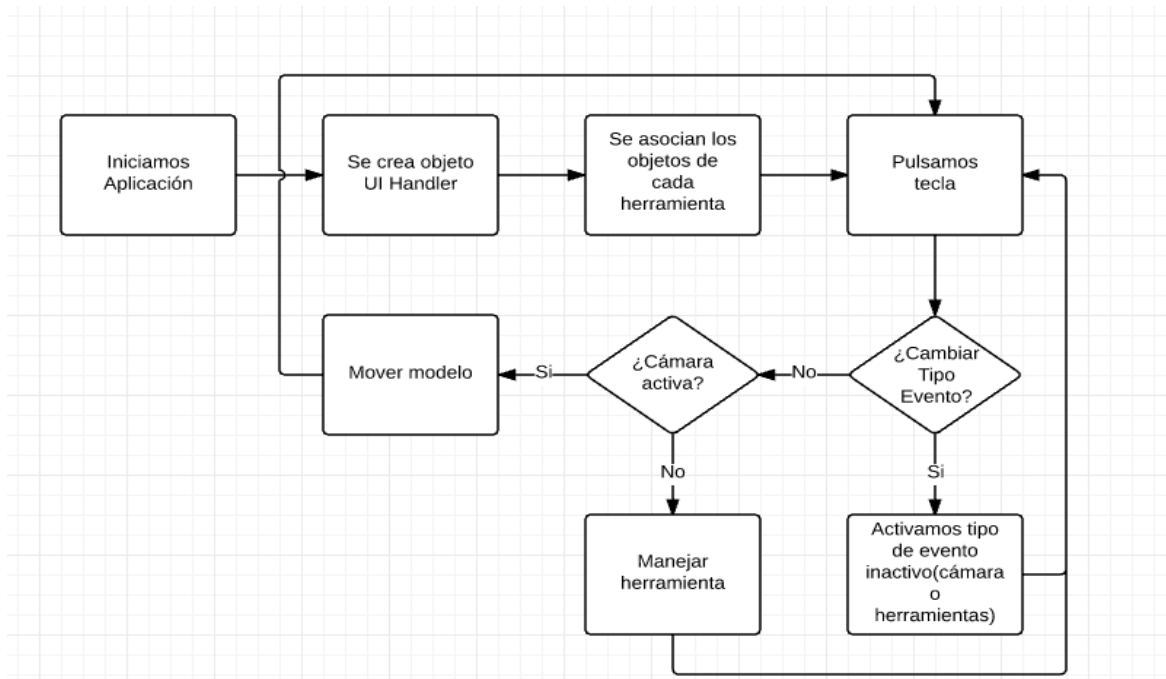 Iniciamos
Aplicación
Se crea objeto
UI Handler
Se asocian los
objetos de
cada
herramienta
Pulsamos
tecla
Mover modelo
Si
¿Cámara
activa?
No
¿Cambiar
Tipo
Evento?
No
Si
Manejar
herramienta
Activamos tipo
de evento
inactivo(cámara
o
herramientas)